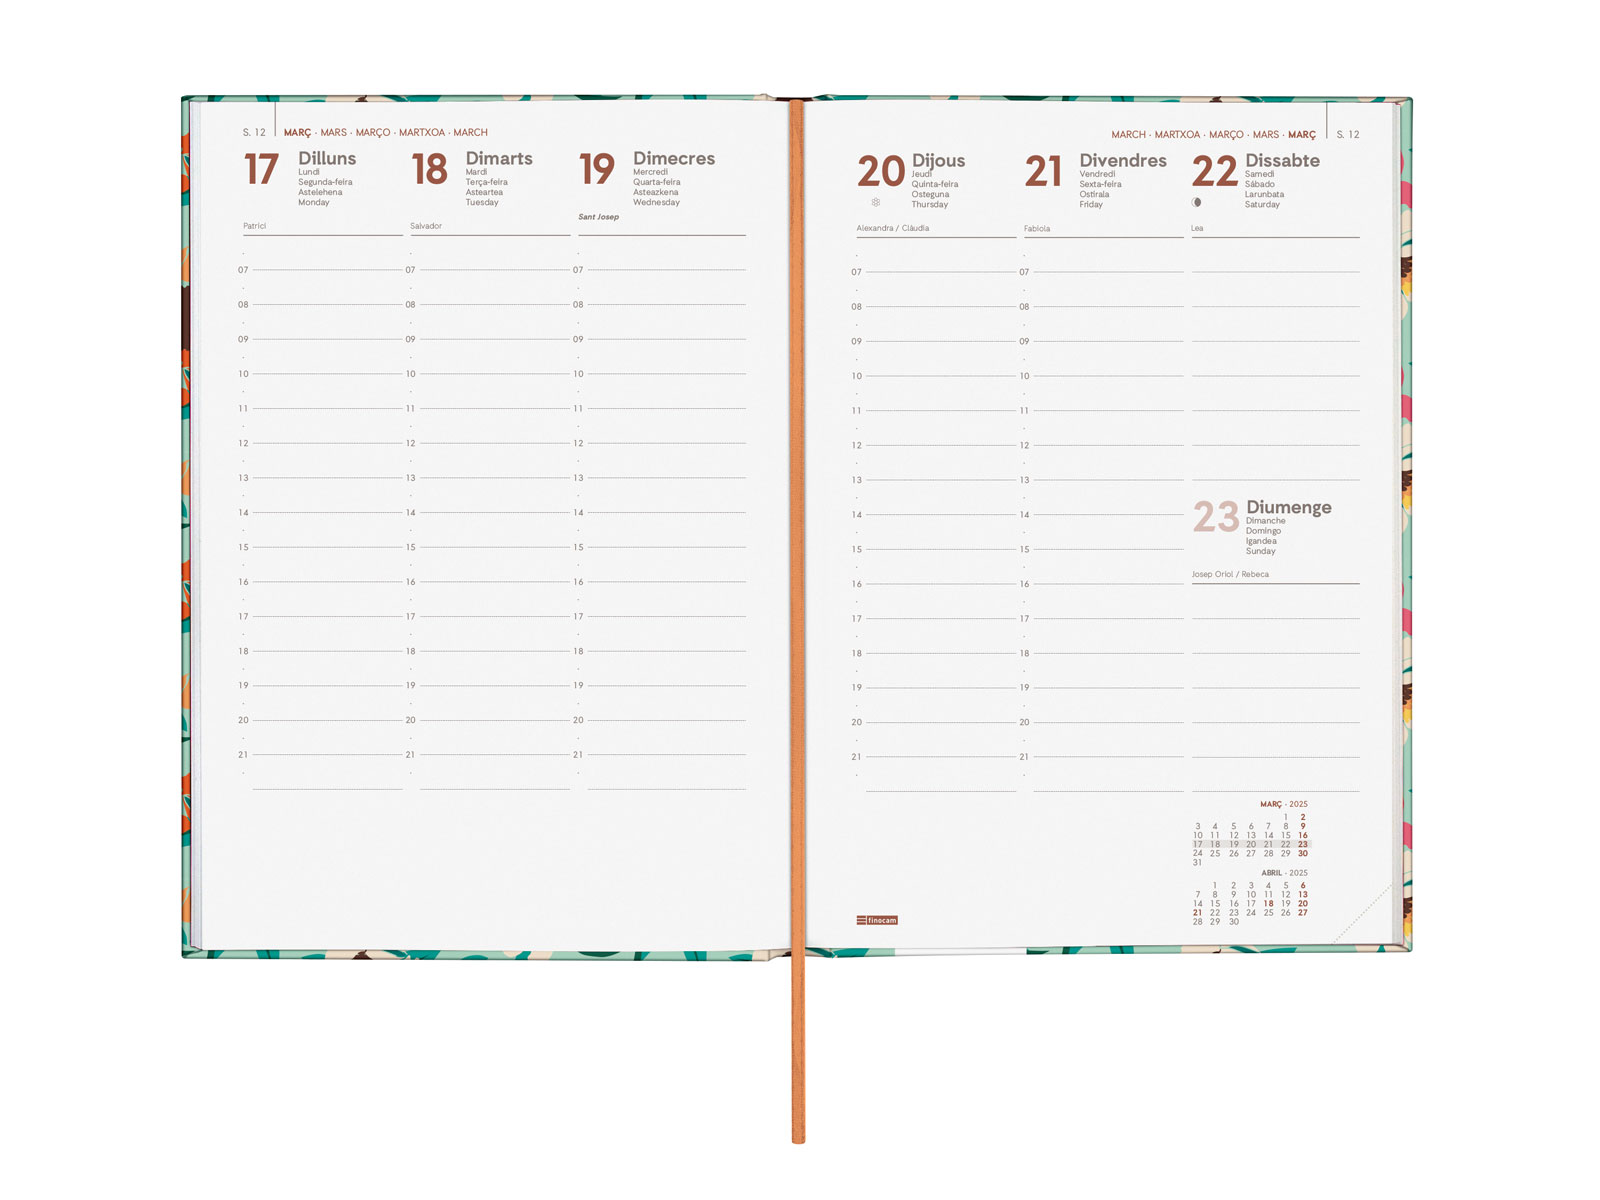 S. 12 MARÇ · MARS · MARÇO · MARTXOA · MARCH
17 Dilluns
Lundi
Segunda-feira
Astelehena
Monday
Patrici
07
08
09
10
11
12
13
14
15
16
17
18
19
20
21
18 Dimarts
Mardi
Terça-feira
Asteartea
Tuesday
Salvador
07
08
09
10
11
12
13
14
15
16
17
18
19
20
21
19 Dimecres
Mercredi
Quarta-feira
Asteazkena
Wednesday
Sant Josep
07
08
09
10
11
12
13
14
15
16
17
18
19
20
21
MARCH · MARTXOA · MARÇO · MARS · MARÇ S. 12
20 Dijous
Jeudi
Quinta-feira
Osteguna
Thursday
Alexandra / Clàudia
07
08
09
10
11
12
13
14
15
16
17
18
19
20
21
21 Divendres
Vendredi
Sexta-feira
Ostirala
Friday
Fabiola
07
08
09
10
11
12
13
14
15
16
17
18
19
20
21
22 Dissabte
Samedi
Sábado
Larunbata
Saturday
Lea
23 Diumenge
Dimanche
Domingo
Igandea
Sunday
Josep Oriol / Rebeca
MARÇ - 2025
1 2
3 4 5 6 7 8 9
10 11 12 13 14 15 16
17 18 19 20 21 22 23
24 25 26 27 28 29 30
31
ABRIL - 2025
1 2 3 4 5 6
7 8 9 10 11 12 13
14 15 16 17 18 19 20
21 22 23 24 25 26 27
28 29 30
finocam